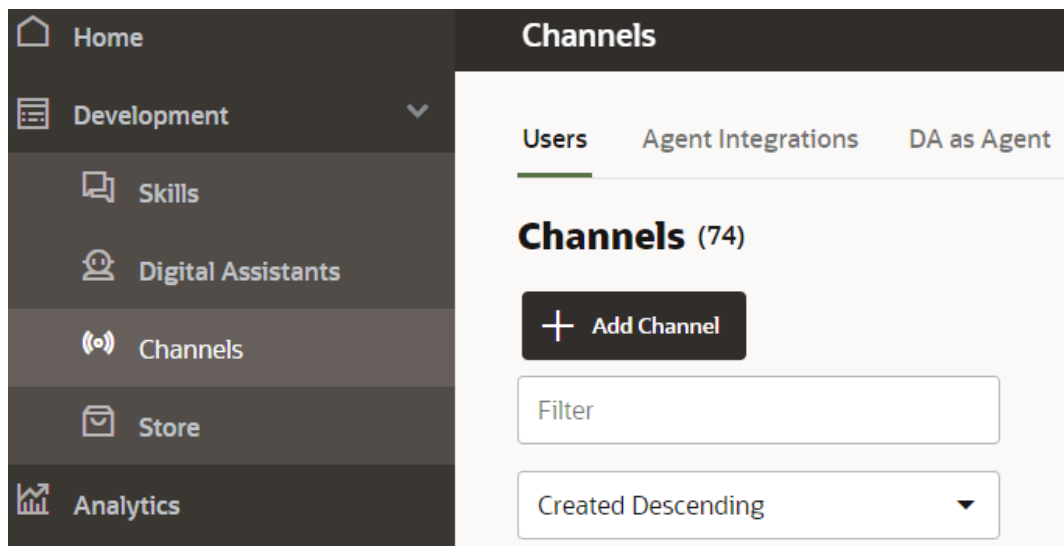 Home
Development
Skills
Digital Assistants
Channels
Store
Analytics
Channels
Users Agent Integrations DA as Agent
Channels (74)
Add Channel
Filter
Created Descending